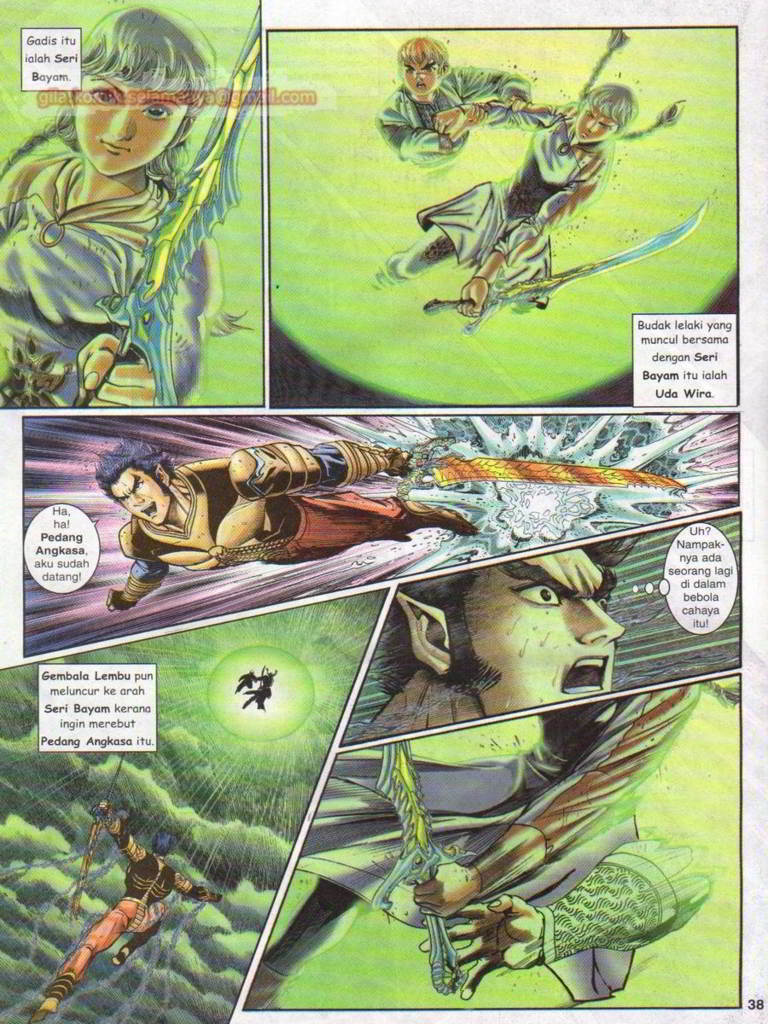 Gadis itu
ialah Seri
Bayam.
Budak lelaki yang
muncul bersama
dengan Seri
Bayam itu ialah
Uda Wira.
Ha,
ha!
Pedang
Angkasa,
aku sudah
datang!
Uh?
Nampak-
nya ada
seorang lagi
di dalam
bebola
cahaya
itu!
Gembala Lembu pun
meluncur ke arah
Seri Bayam kerana
ingin merebut
Pedang Angkasa itu.
38